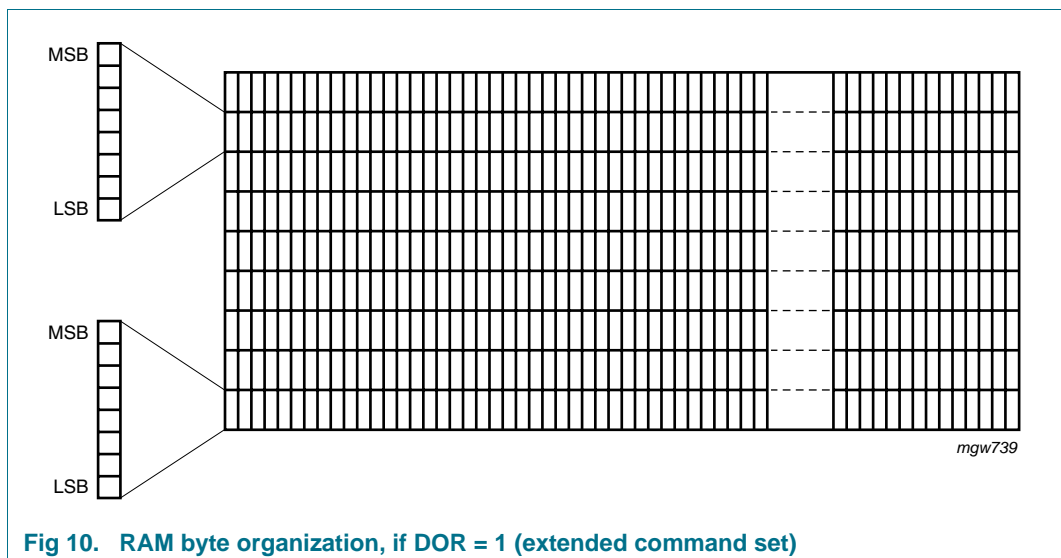 MSB
LSB
MSB
LSB
mgw739
Fig 10. RAM byte organization, if DOR = 1 (extended command set)